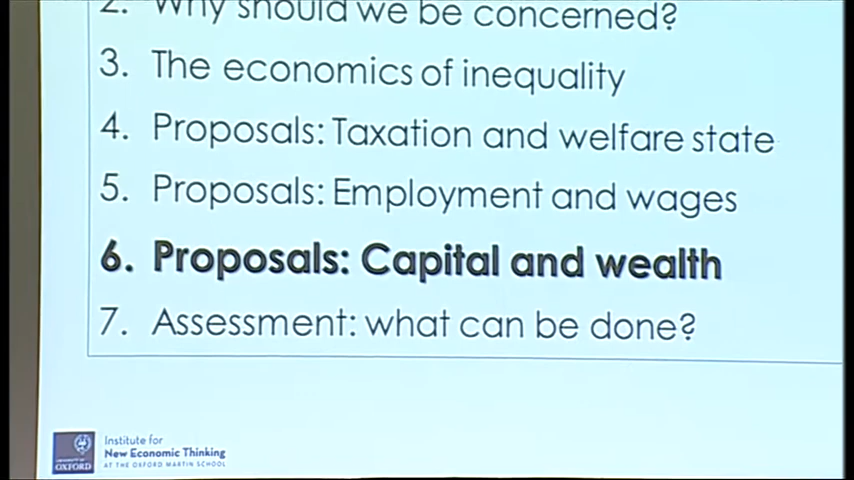 2. Why should we be concerned?
3. The economics of inequality
4. Proposals: Taxation and welfare state
5. Proposals: Employment and wages
6. Proposals: Capital and wealth
7. Assessment: what can be done?
Institute for
New Economic Thinking
AT THE OXFORD MARTIN SCHOOL
UNIVERSITY OF
OXFORD